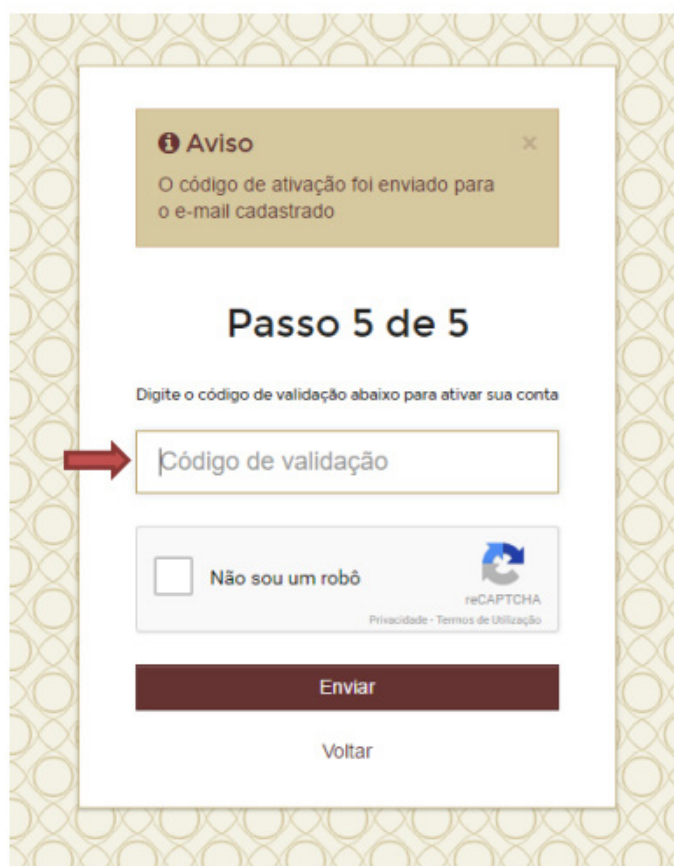 Aviso ×
O código de ativação foi enviado para
o e-mail cadastrado
Passo 5 de 5
Digite o código de validação abaixo para ativar sua conta
Código de validação
Não sou um robô
reCAPTCHA
Privacidade - Termos de Utilização
Enviar
Voltar